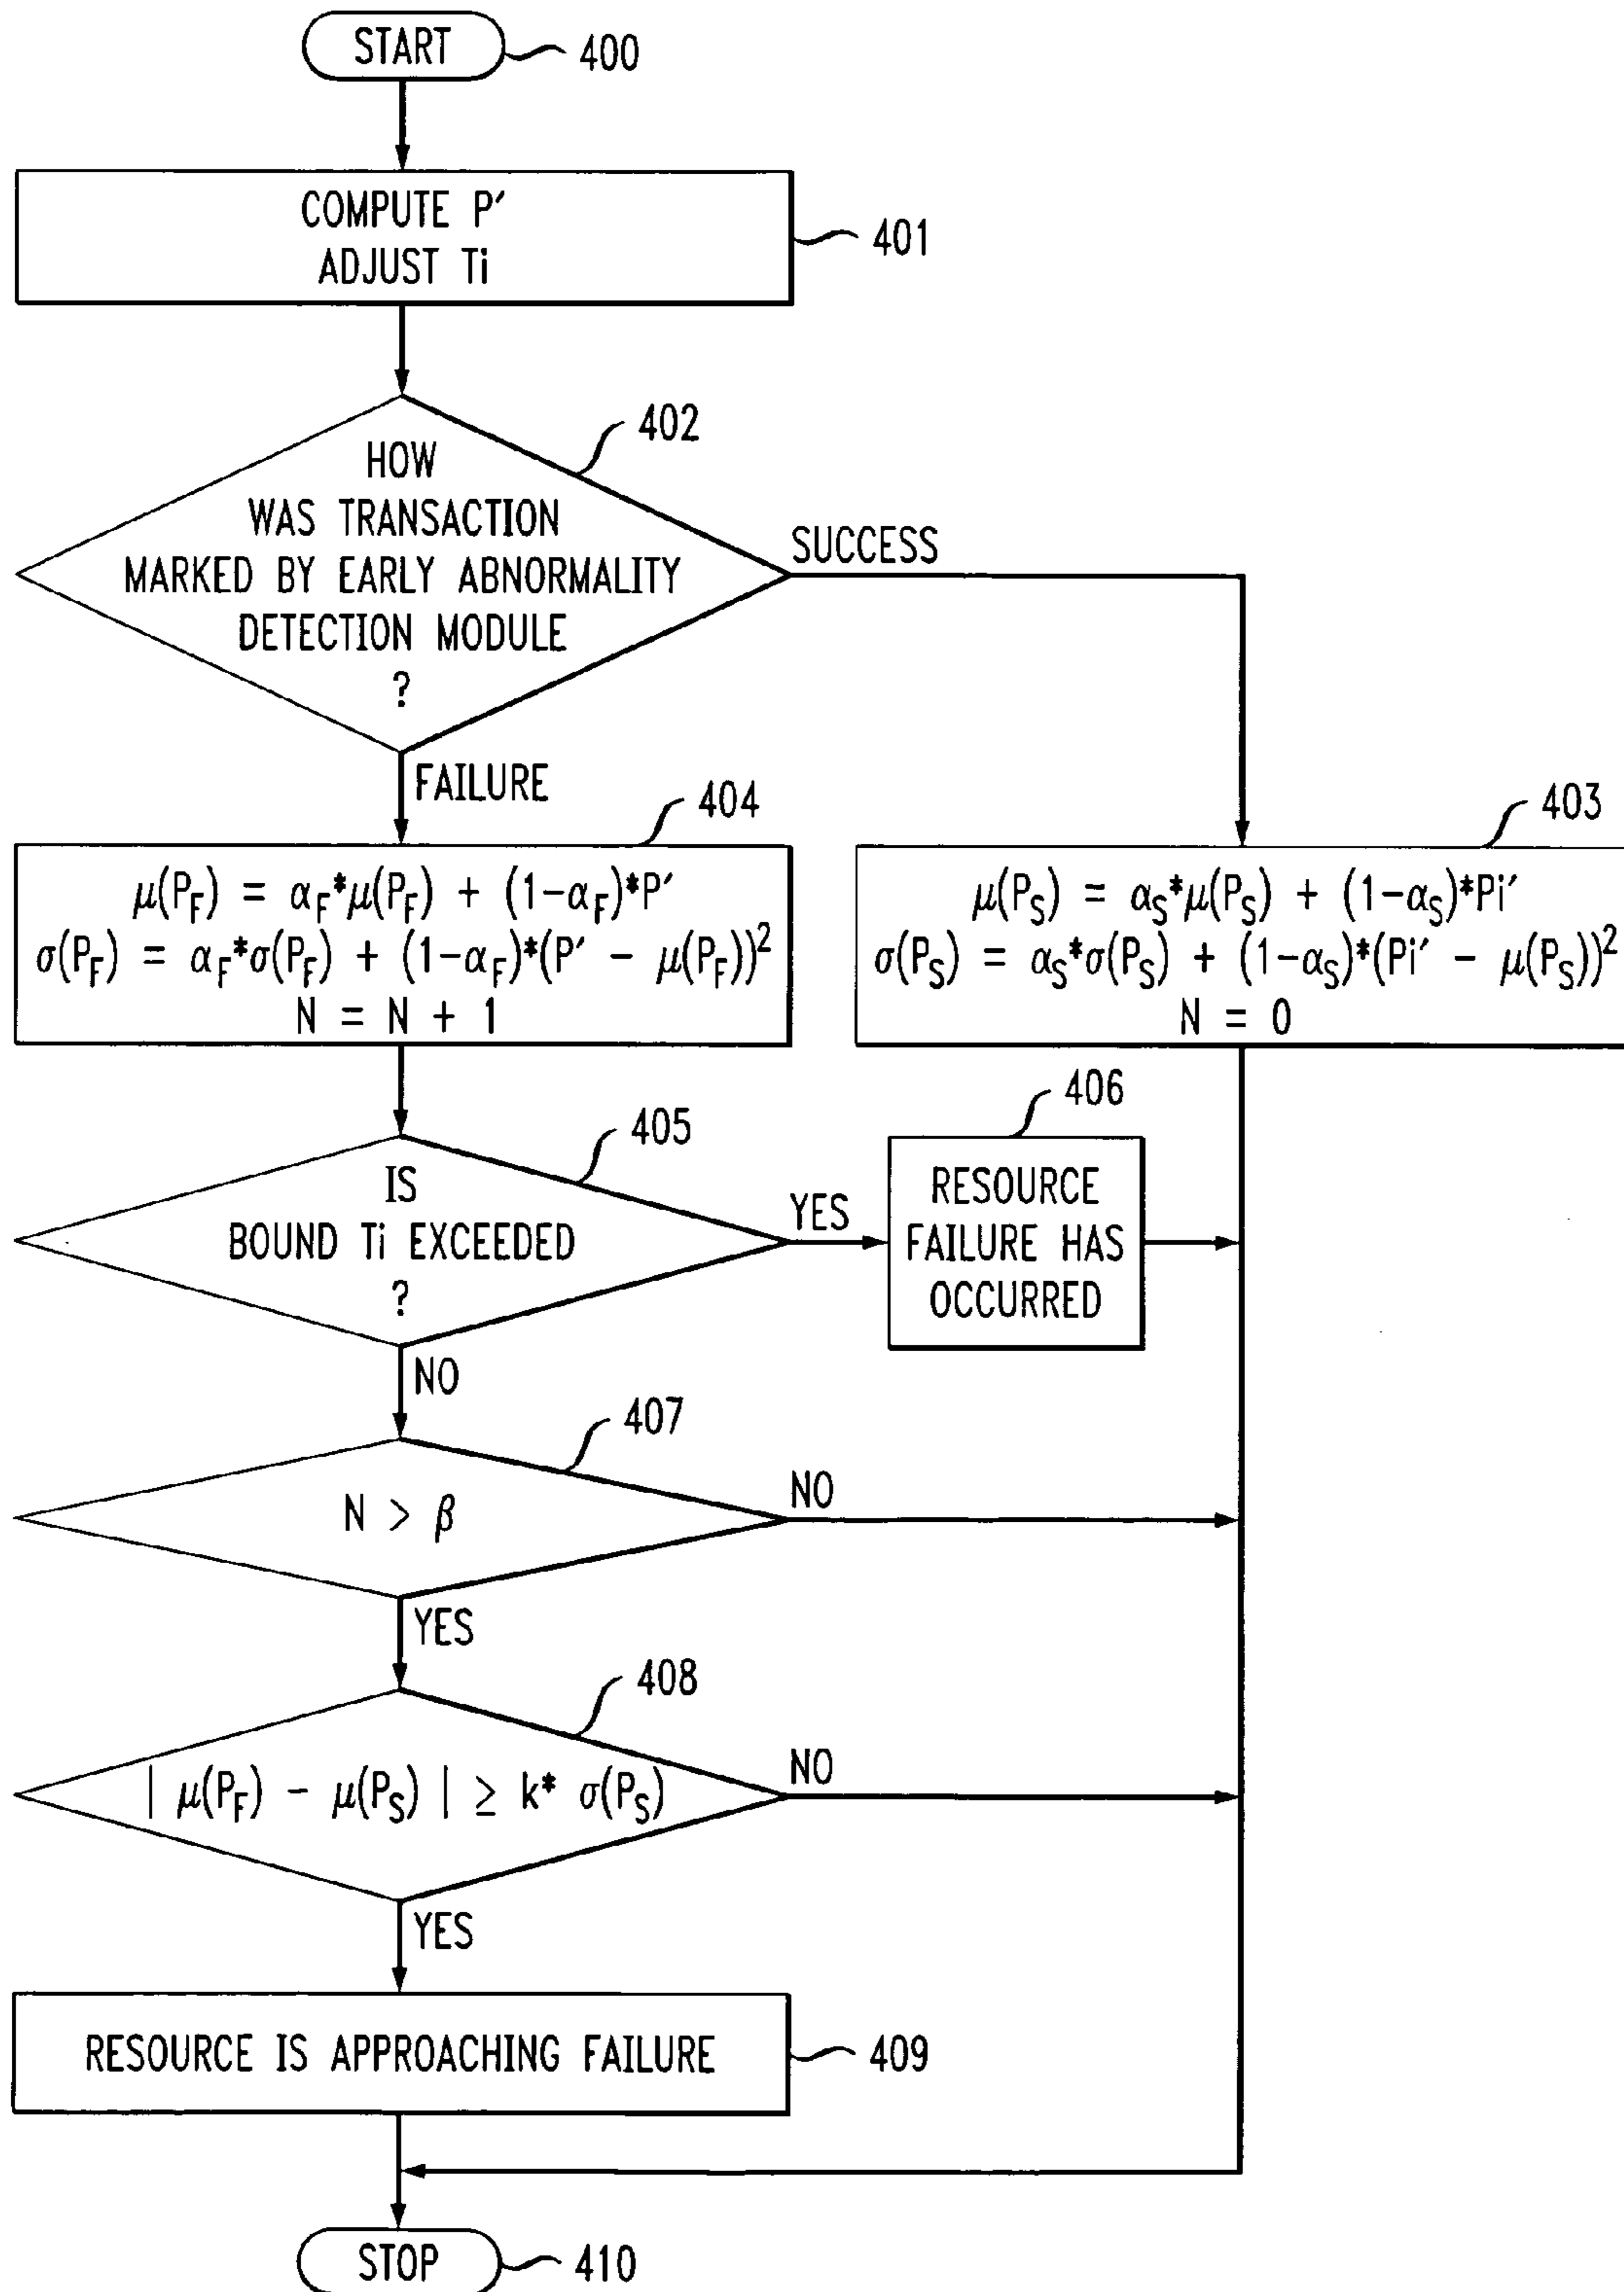 START
400
COMPUTE P′
ADJUST Ti
401
402
HOW
WAS TRANSACTION
MARKED BY EARLY ABNORMALITY
DETECTION MODULE
?
SUCCESS
FAILURE
404
μ(P_F) = α_F*μ(P_F) + (1-α_F)*P′
σ(P_F) = α_F*σ(P_F) + (1-α_F)*(P′ - μ(P_F))²
N = N + 1
403
μ(P_S) = α_S*μ(P_S) + (1-α_S)*Pi′
σ(P_S) = α_S*σ(P_S) + (1-α_S)*(Pi′ - μ(P_S))²
N = 0
405
IS
BOUND Ti EXCEEDED
?
YES
406
RESOURCE
FAILURE HAS
OCCURRED
NO
407
N > β
NO
YES
408
| μ(P_F) - μ(P_S) | ≥ k* σ(P_S)
NO
YES
RESOURCE IS APPROACHING FAILURE
409
STOP
410